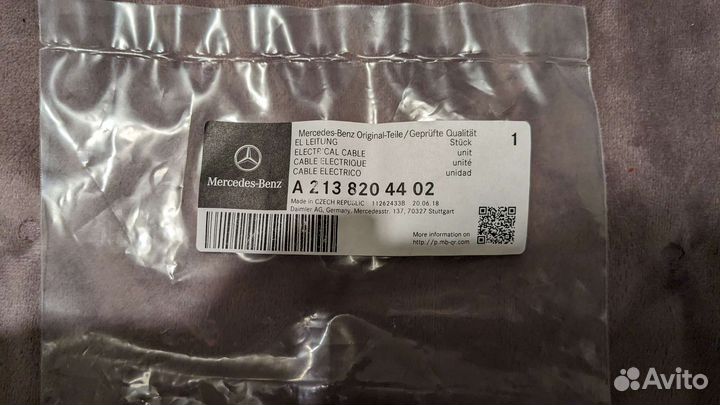 Mercedes-Benz Original-Teile/Geprüfte Qualität
EL LEITUNG Stück 1
ELECTRICAL CABLE unit
CABLE ELECTRIQUE unité
CABLE ELECTRICO unidad
Mercedes-Benz
A 213 820 44 02
Made in CZECH REPUBLIC 11262433B 20.06.18
Daimler AG, Germany, Mercedesstr. 137, 70327 Stuttgart
More information on
http://p.mb-qr.com
Avito